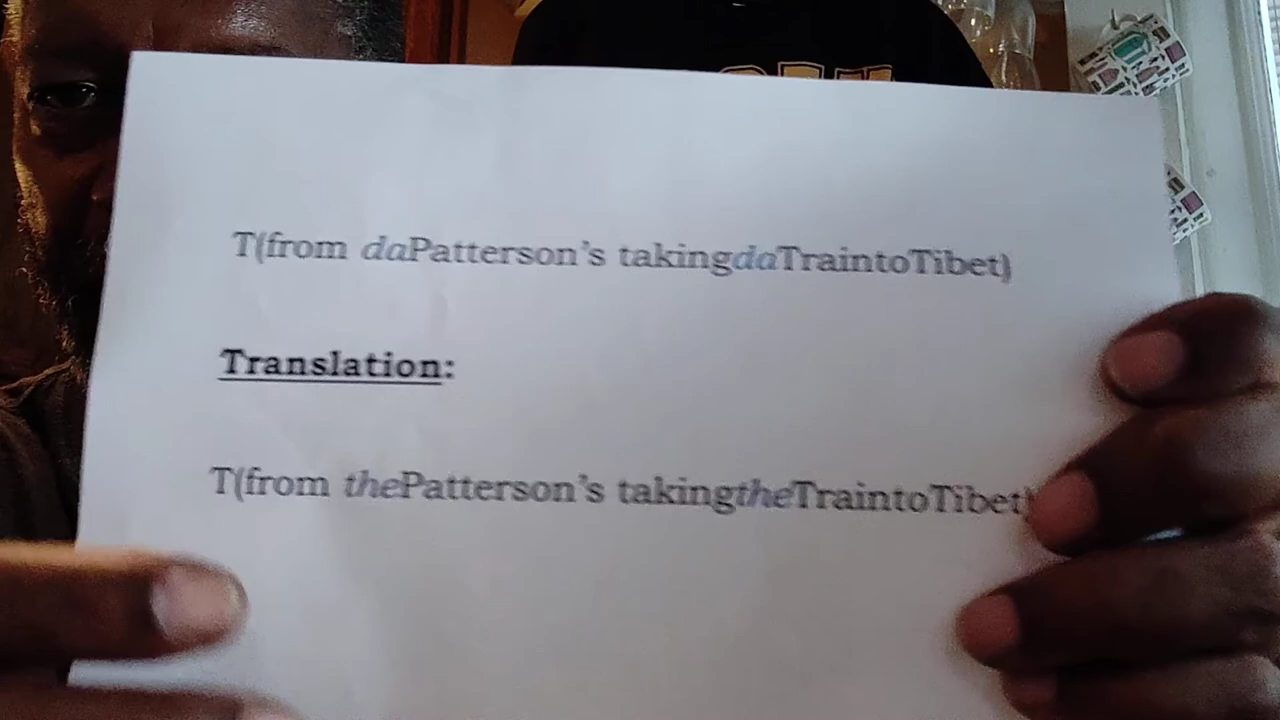 T(from daPatterson's takingdaTraintoTibet)
Translation:
T(from thePatterson's takingtheTraintoTibet)